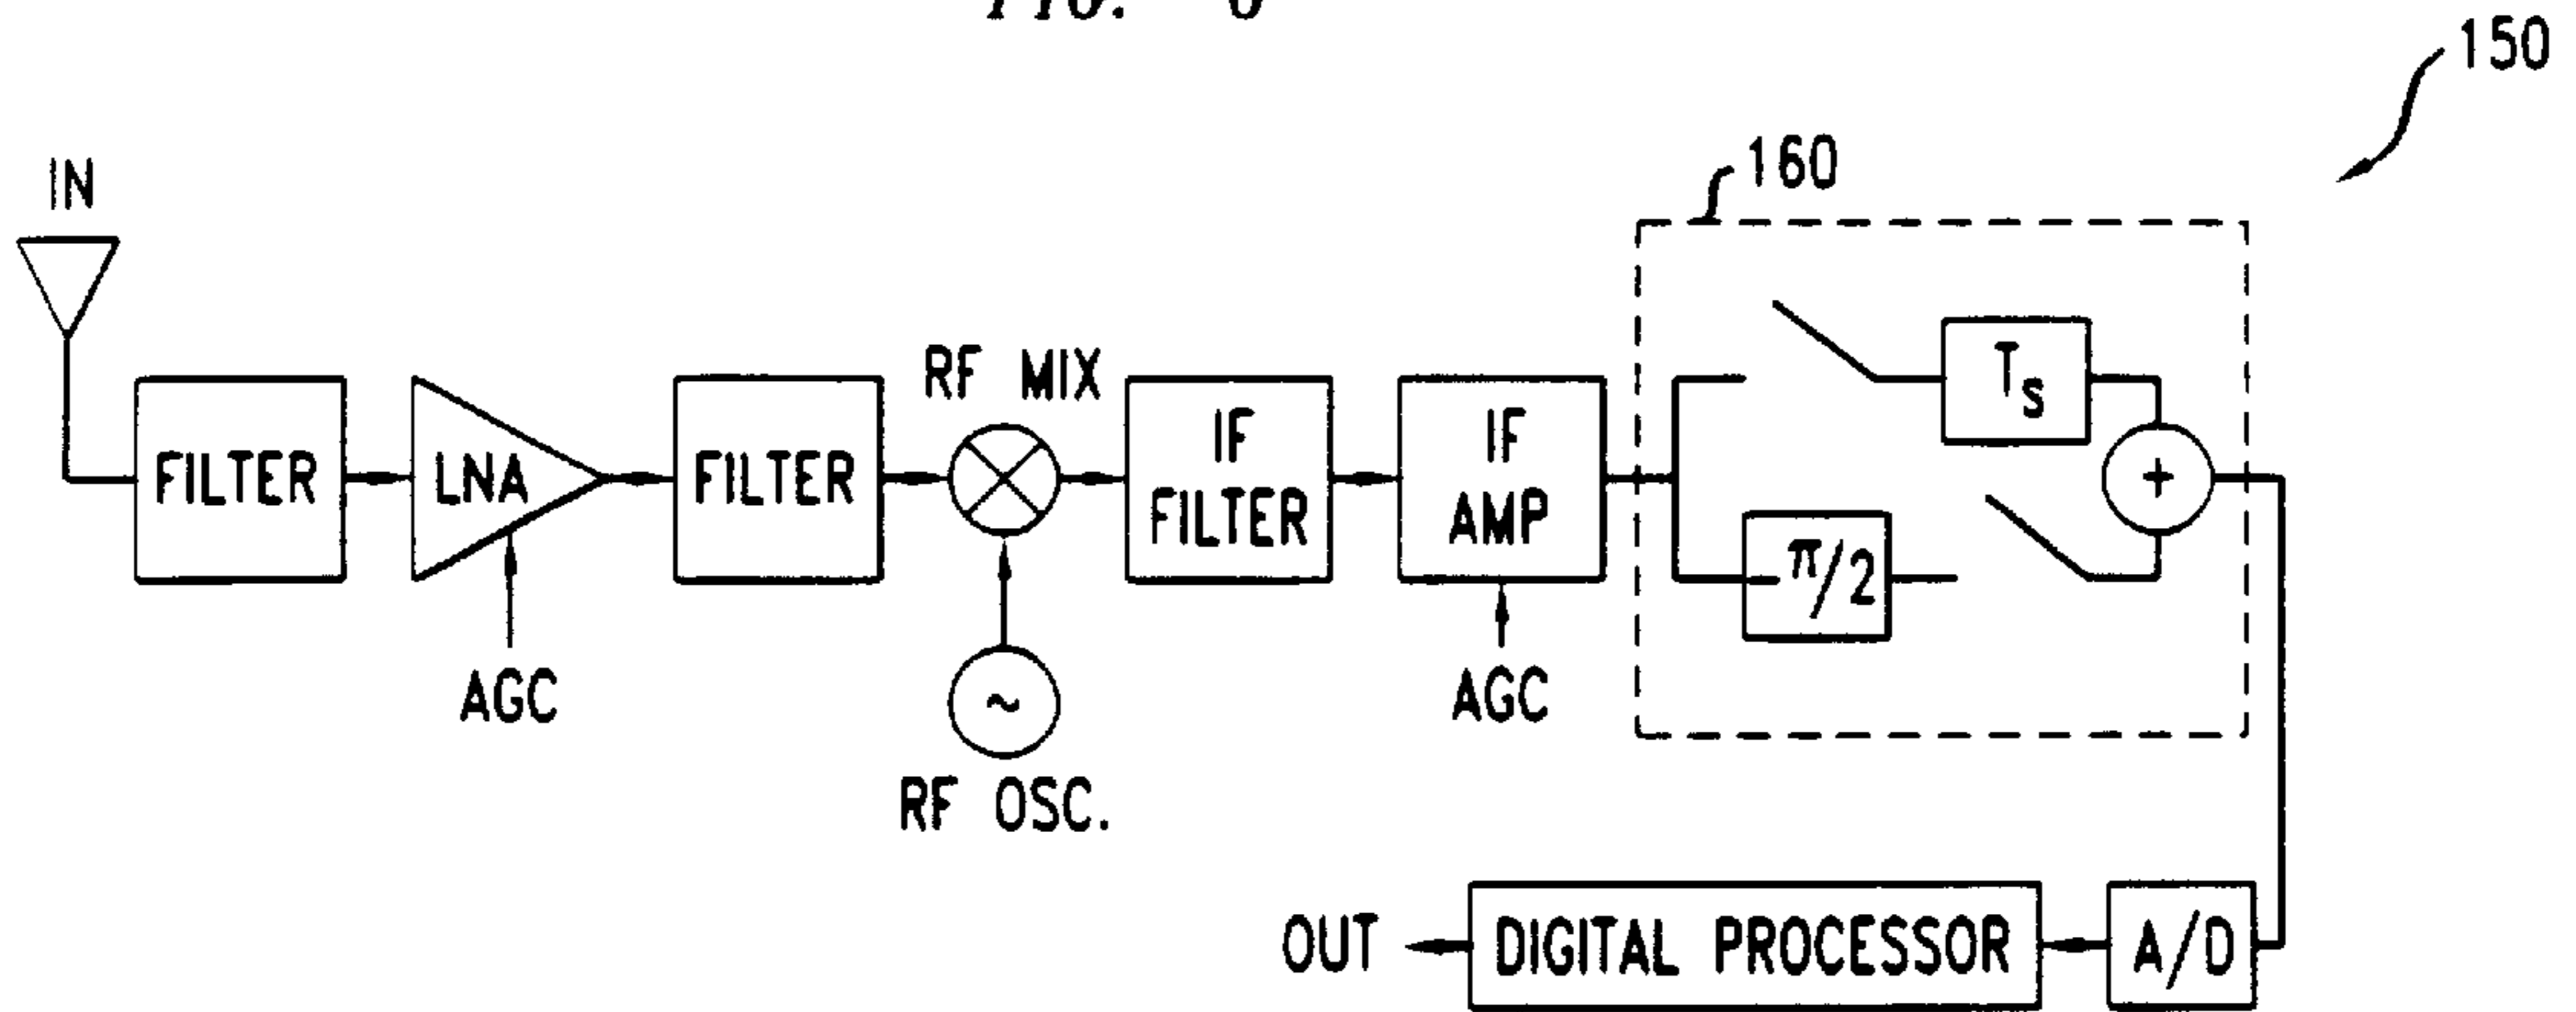 FIG.
150
160
IN
RF MIX
FILTER
LNA
FILTER
IF FILTER
IF AMP
Ts
+
π/2
AGC
~
AGC
RF OSC.
OUT
DIGITAL PROCESSOR
A/D